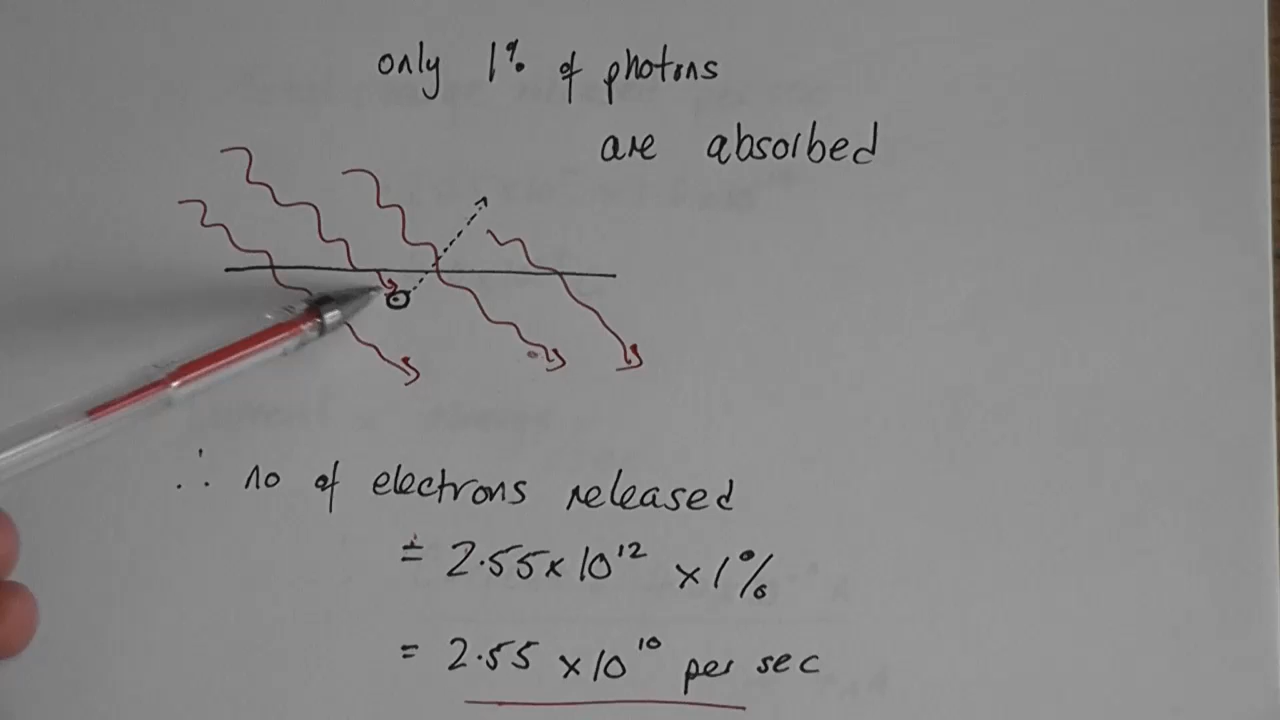 only 1% of photons
are absorbed
∴ no of electrons released
= 2.55 x 10¹² x 1%
= 2.55 x 10¹⁰ per sec